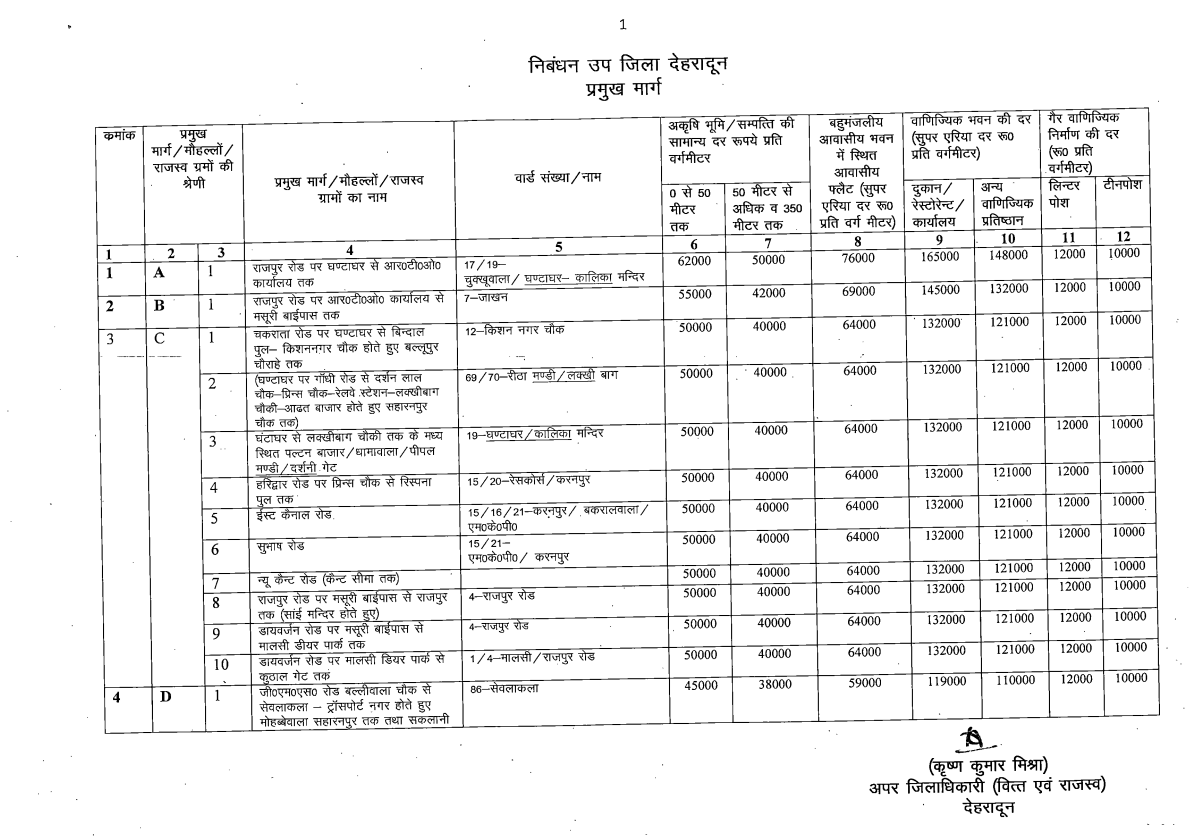 1
निबंधन उप जिला देहरादून
प्रमुख मार्ग
कमांक | प्रमुख मार्ग/मौहल्लों/ राजस्व ग्रमों की श्रेणी | प्रमुख मार्ग/मौहल्लों/राजस्व ग्रामों का नाम | वार्ड संख्या/नाम | अकृषि भूमि/सम्पत्ति की सामान्य दर रूपये प्रति वर्गमीटर | बहुमंजलीय आवासीय भवन में स्थित आवासीय फ्लैट (सुपर एरिया दर रू0 प्रति वर्ग मीटर) | वाणिज्यिक भवन की दर (सुपर एरिया दर रू0 प्रति वर्गमीटर) | गैर वाणिज्यिक निर्माण की दर (रू0 प्रति वर्गमीटर)
0 से 50 मीटर तक | 50 मीटर से अधिक व 350 मीटर तक | दुकान/ रेस्टोरेन्ट/ कार्यालय | अन्य वाणिज्यिक प्रतिष्ठान | लिन्टर पोश | टीनपोश
1 2 3 4 5 6 7 8 9 10 11 12
1 A 1 राजपुर रोड पर घण्टाघर से आर0टी0ओ0 17/19– 62000 50000 76000 165000 148000 12000 10000
कार्यालय तक चुक्खूवाला/ घण्टाघर– कालिका मन्दिर
2 B 1 राजपुर रोड पर आर0टी0ओ0 कार्यालय से 7–जाखन 55000 42000 69000 145000 132000 12000 10000
मसूरी बाईपास तक
3 C 1 चकराता रोड पर घण्टाघर से बिन्दाल 12–किशन नगर चौक 50000 40000 64000 132000 121000 12000 10000
पुल– किशननगर चौक होते हुए बल्लूपुर
चौराहे तक
2 (घण्टाघर पर गाँधी रोड से दर्शन लाल 69/70–रीठा मण्डी/लक्खी बाग 50000 40000 64000 132000 121000 12000 10000
चौक–प्रिन्स चौक–रेलवे स्टेशन–लक्खीबाग
चौकी–आढत बाजार होते हुए सहारनपुर
चौक तक)
3 घंटाघर से लक्खीबाग चौकी तक के मध्य 19–घण्टाघर/कालिका मन्दिर 50000 40000 64000 132000 121000 12000 10000
स्थित पल्टन बाजार/धामावाला/पीपल
मण्डी/दर्शनी गेट
4 हरिद्वार रोड पर प्रिन्स चौक से रिस्पना 15/20–रेसकोर्स/करनपुर 50000 40000 64000 132000 121000 12000 10000
पुल तक
5 ईस्ट कैनाल रोड 15/16/21–करनपुर/ बकरालवाला/ 50000 40000 64000 132000 121000 12000 10000
एम0के0पी0
6 सुभाष रोड 15/21– 50000 40000 64000 132000 121000 12000 10000
एम0के0पी0/ करनपुर
7 न्यू कैन्ट रोड (कैन्ट सीमा तक) 50000 40000 64000 132000 121000 12000 10000
8 राजपुर रोड पर मसूरी बाईपास से राजपुर 4–राजपुर रोड 50000 40000 64000 132000 121000 12000 10000
तक (सांई मन्दिर होते हुए)
9 डायवर्जन रोड पर मसूरी बाईपास से 4–राजपुर रोड 50000 40000 64000 132000 121000 12000 10000
मालसी डीयर पार्क तक
10 डायवर्जन रोड पर मालसी डियर पार्क से 1/4–मालसी/राजपुर रोड 50000 40000 64000 132000 121000 12000 10000
कुठाल गेट तक
4 D 1 जी0एम0एस0 रोड बल्लीवाला चौक से 86–सेवलाकला 45000 38000 59000 119000 110000 12000 10000
सेवलाकला – ट्रॉसपोर्ट नगर होते हुए
मोहब्बेवाला सहारनपुर तक तथा सकलानी
(कृष्ण कुमार मिश्रा)
अपर जिलाधिकारी (वित्त एवं राजस्व)
देहरादून